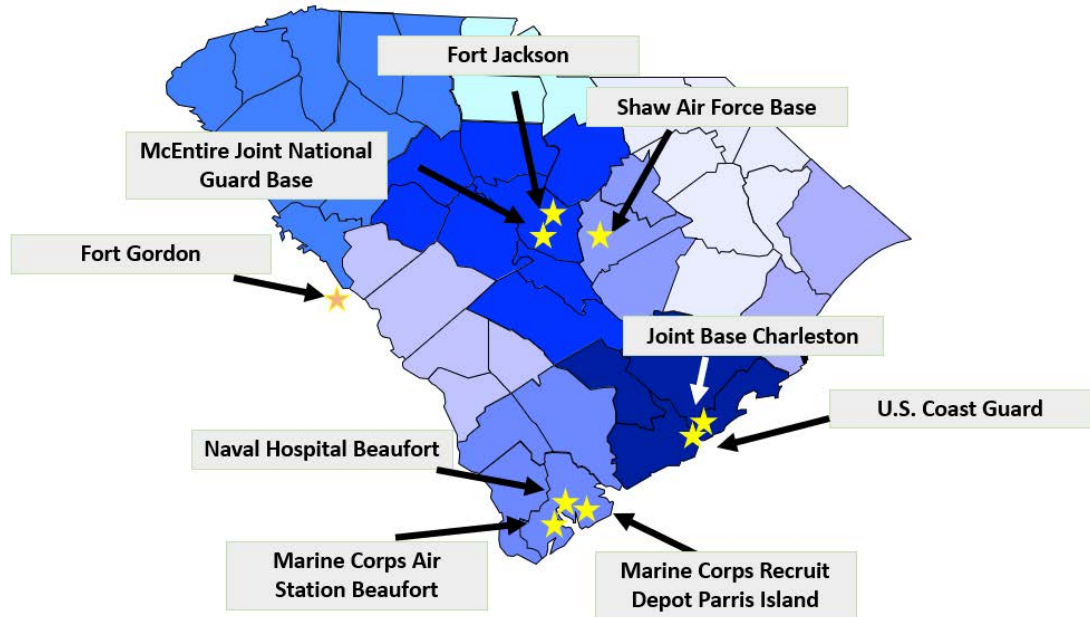 Fort Jackson
Shaw Air Force Base
McEntire Joint National
Guard Base
Fort Gordon
Joint Base Charleston
U.S. Coast Guard
Naval Hospital Beaufort
Marine Corps Air
Station Beaufort
Marine Corps Recruit
Depot Parris Island